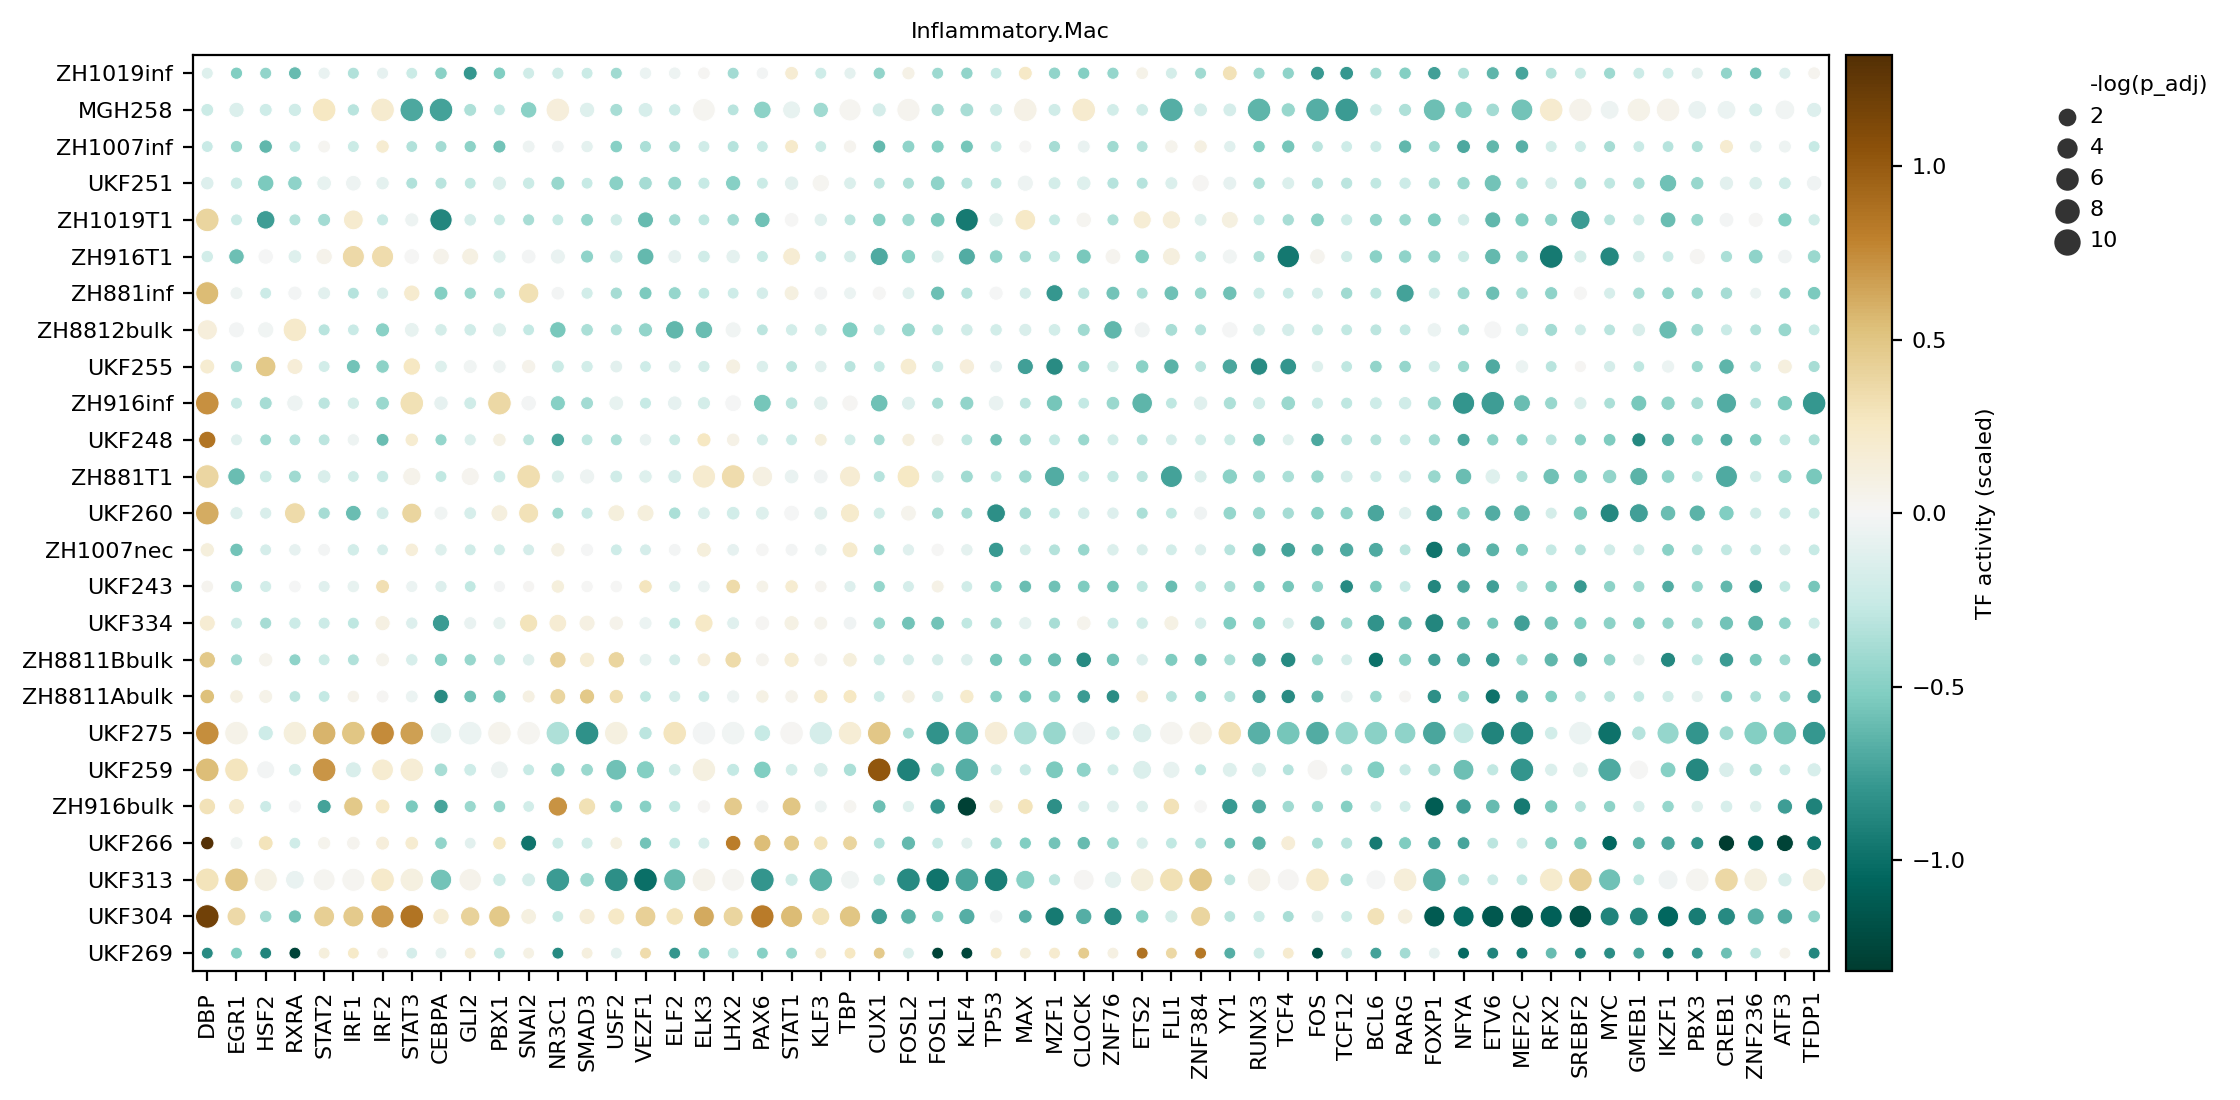 Inflammatory.Mac
ZH1019inf
MGH258
ZH1007inf
UKF251
ZH1019T1
ZH916T1
ZH881inf
ZH8812bulk
UKF255
ZH916inf
UKF248
ZH881T1
UKF260
ZH1007nec
UKF243
UKF334
ZH8811Bbulk
ZH8811Abulk
UKF275
UKF259
ZH916bulk
UKF266
UKF313
UKF304
UKF269
DBP
EGR1
HSF2
RXRA
STAT2
IRF1
IRF2
STAT3
CEBPA
GLI2
PBX1
SNAI2
NR3C1
SMAD3
USF2
VEZF1
ELF2
ELK3
LHX2
PAX6
STAT1
KLF3
TBP
CUX1
FOSL2
FOSL1
KLF4
TP53
MAX
MZF1
CLOCK
ZNF76
ETS2
FLI1
ZNF384
YY1
RUNX3
TCF4
FOS
TCF12
BCL6
RARG
FOXP1
NFYA
ETV6
MEF2C
RFX2
SREBF2
MYC
GMEB1
IKZF1
PBX3
CREB1
ZNF236
ATF3
TFDP1
1.0
0.5
0.0
−0.5
−1.0
TF activity (scaled)
-log(p_adj)
2
4
6
8
10